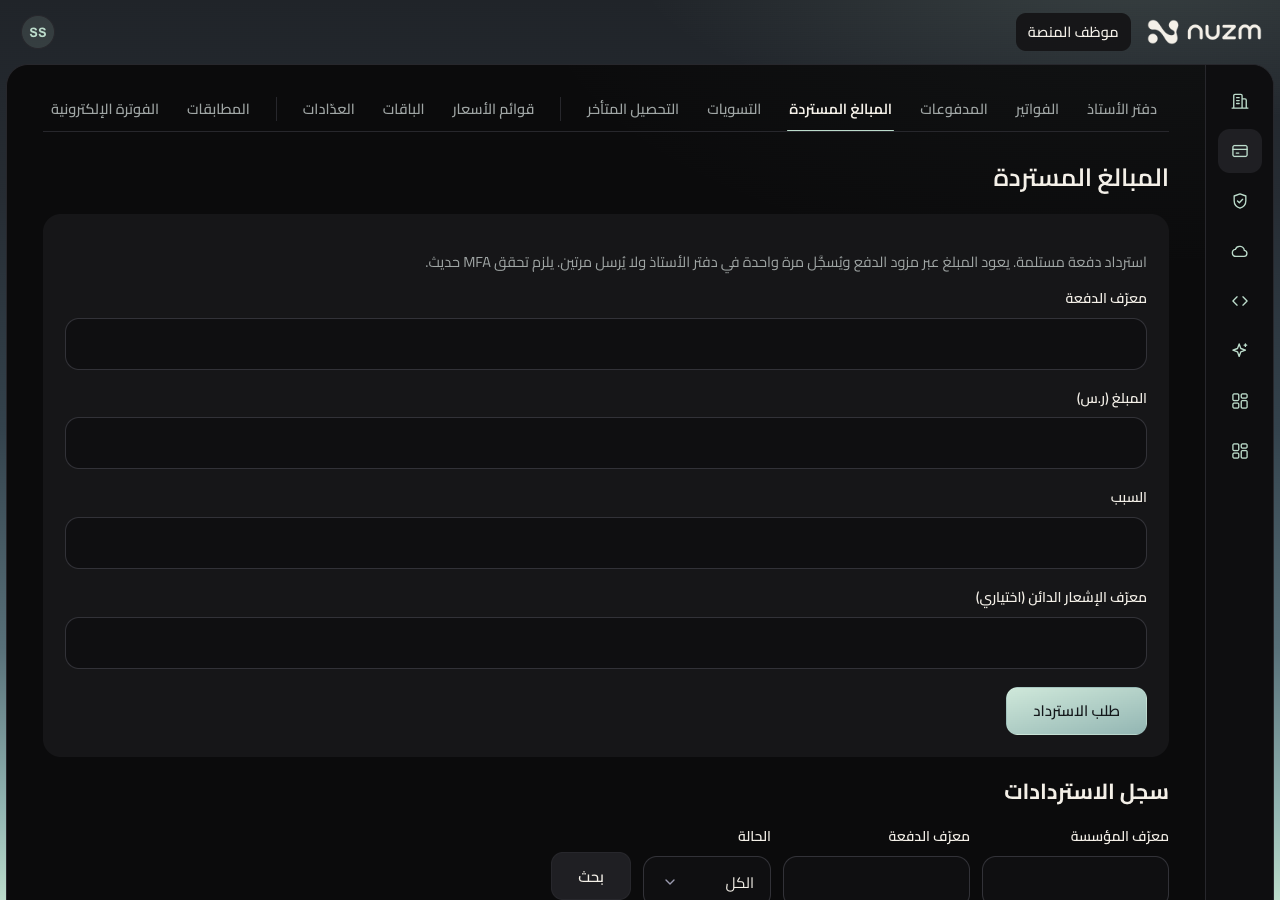 nuzm
موظف المنصة
SS
دفتر الأستاذ
الفواتير
المدفوعات
المبالغ المستردة
التسويات
التحصيل المتأخر
قوائم الأسعار
الباقات
العدّادات
المطابقات
الفوترة الإلكترونية
المبالغ المستردة
استرداد دفعة مستلمة. يعود المبلغ عبر مزود الدفع ويُسجَّل مرة واحدة في دفتر الأستاذ ولا يُرسل مرتين. يلزم تحقق MFA حديث.
معرّف الدفعة
المبلغ (ر.س)
السبب
معرّف الإشعار الدائن (اختياري)
طلب الاسترداد
سجل الاستردادات
معرّف المؤسسة
معرّف الدفعة
الحالة
الكل
بحث